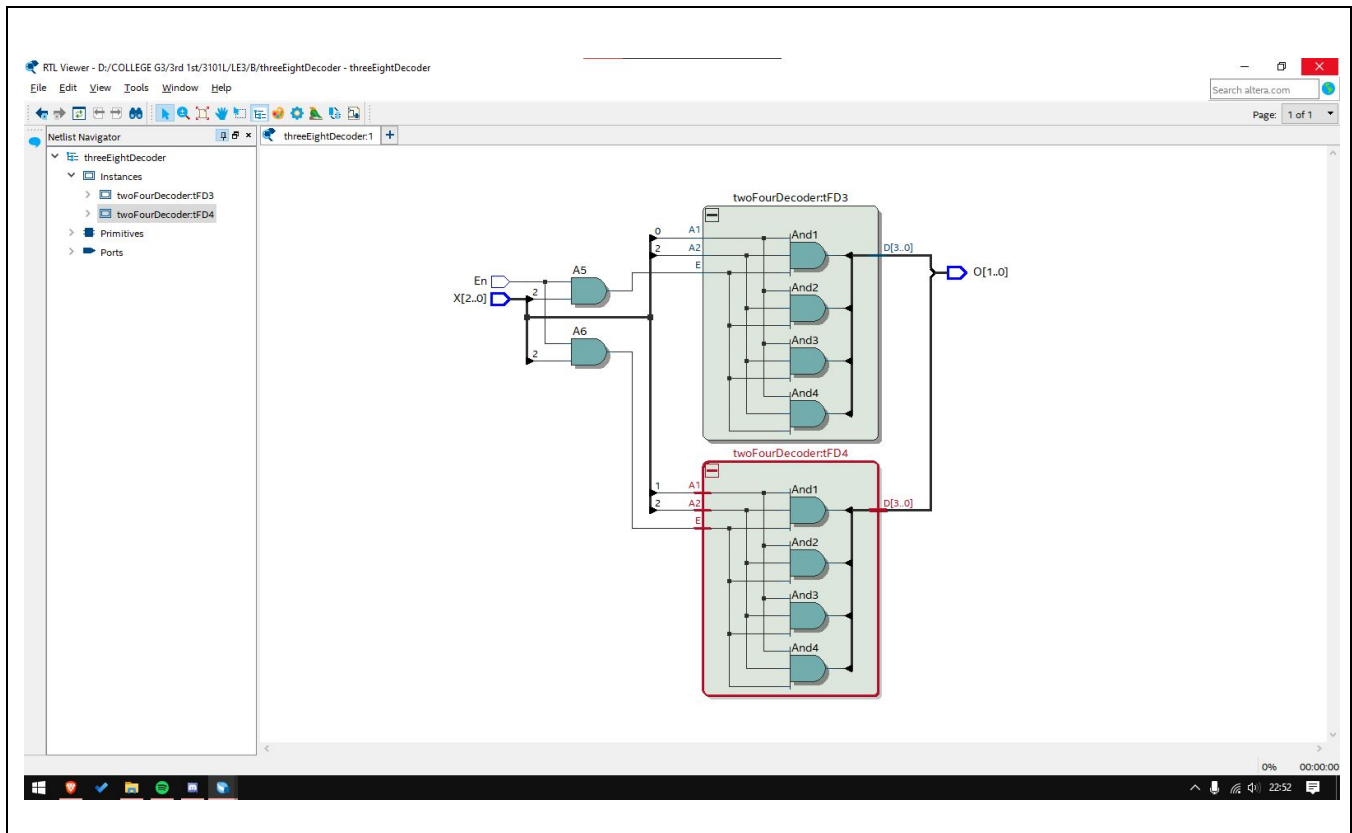 RTL Viewer - D:/COLLEGE G3/3rd 1st/3101L/LE3/B/threeEightDecoder - threeEightDecoder
File Edit View Tools Window Help
Search altera.com
Page: 1 of 1
Netlist Navigator
threeEightDecoder:1
threeEightDecoder
Instances
twoFourDecoder:tFD3
twoFourDecoder:tFD4
Primitives
Ports
twoFourDecoder:tFD3
0 A1
2 A2
E
And1
And2
And3
And4
D[3..0]
En
X[2..0]
2
A5
2
A6
O[1..0]
twoFourDecoder:tFD4
1 A1
2 A2
E
And1
And2
And3
And4
D[3..0]
0% 00:00:00
22:52